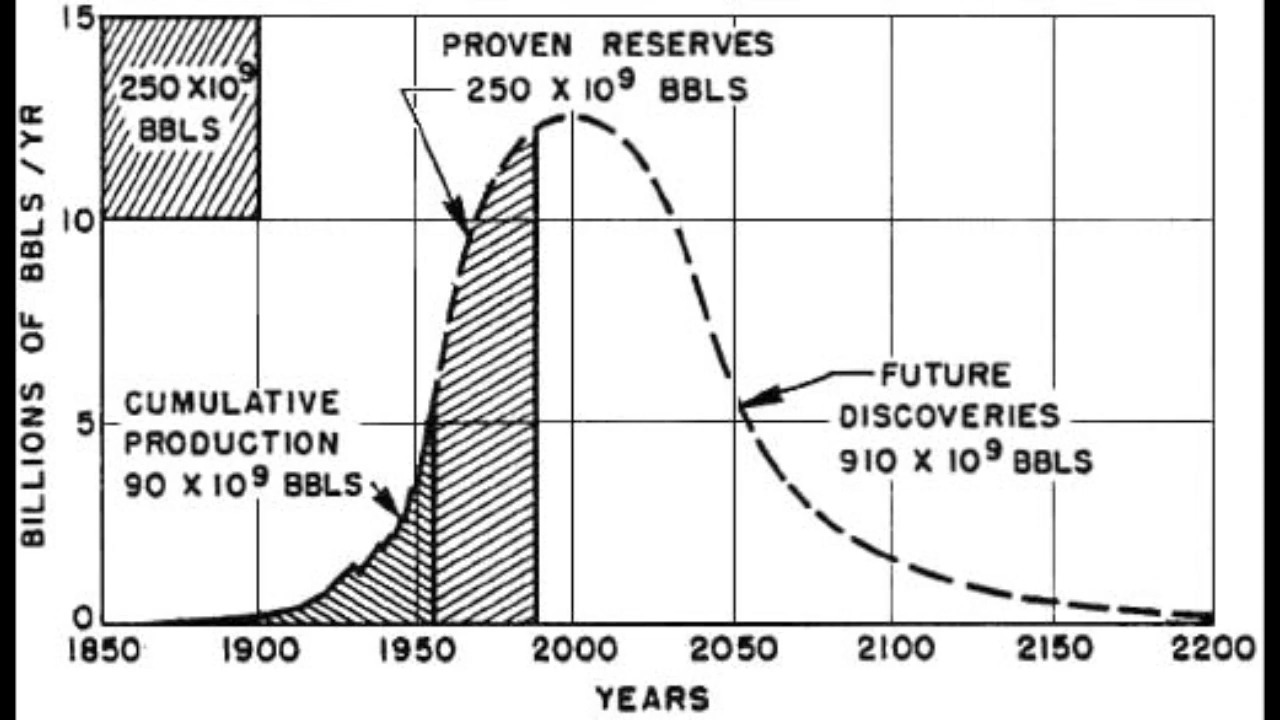 15
250 X10⁹
BBLS
PROVEN RESERVES
250 X 10⁹ BBLS
BILLIONS OF BBLS / YR
10
CUMULATIVE
PRODUCTION
90 X 10⁹ BBLS
5
FUTURE
DISCOVERIES
910 X 10⁹ BBLS
0
1850 1900 1950 2000 2050 2100 2150 2200
YEARS